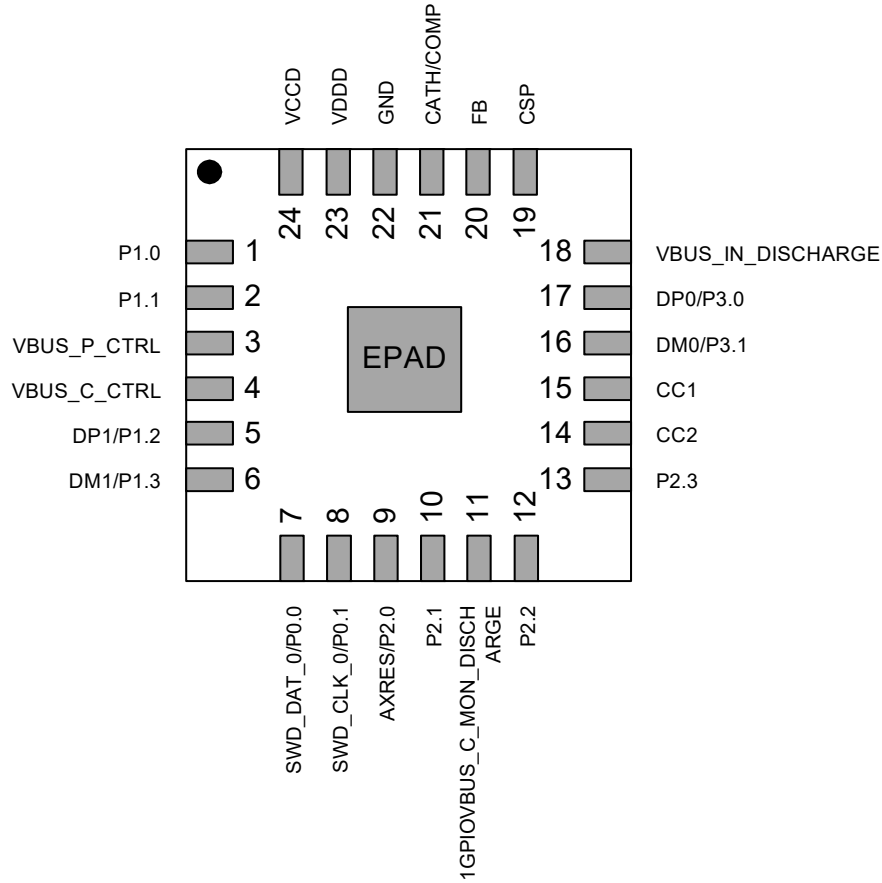 VCCD
VDDD
GND
CATH/COMP
FB
CSP
24
23
22
21
20
19
P1.0
1
18
VBUS_IN_DISCHARGE
P1.1
2
17
DP0/P3.0
VBUS_P_CTRL
3
16
DM0/P3.1
EPAD
VBUS_C_CTRL
4
15
CC1
DP1/P1.2
5
14
CC2
DM1/P1.3
6
13
P2.3
7
8
9
10
11
12
SWD_DAT_0/P0.0
SWD_CLK_0/P0.1
AXRES/P2.0
P2.1
1GPIOVBUS_C_MON_DISCH
ARGE
P2.2